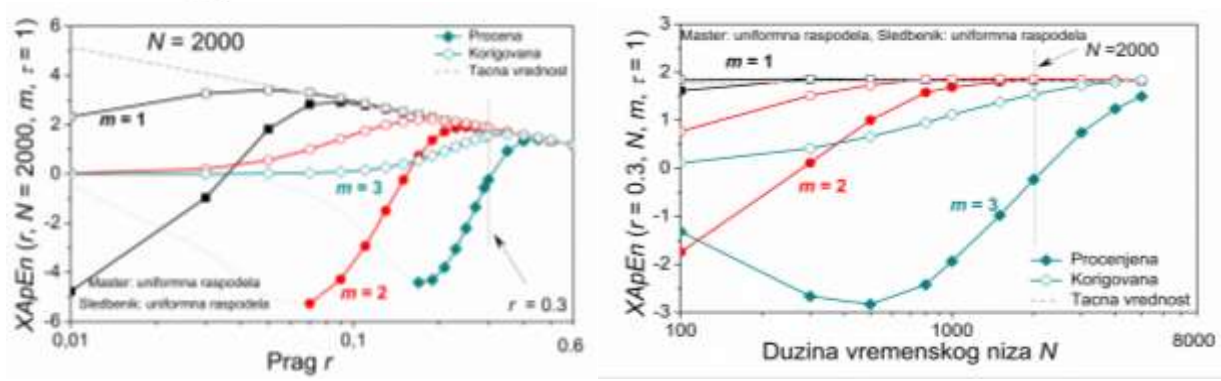 XApEn (r, N = 2000, m, r = 1)
6
4
2
0
-2
-4
-6
N = 2000
Procena
Korigovana
Tacna vrednost
m = 1
m = 3
m = 2
Master: uniformna raspodela
Sledbenik: uniformna raspodela
r = 0.3
0,01
0,1
0.6
Prag r
XApEn (r = 0.3, N, m, r = 1)
3
2
1
0
-1
-2
-3
Master: uniformna raspodela, Sledbenik: uniformna raspodela
m = 1
N =2000
m = 2
m = 3
Procenjena
Korigovana
Tacna vrednost
100
1000
8000
Duzina vremenskog niza N